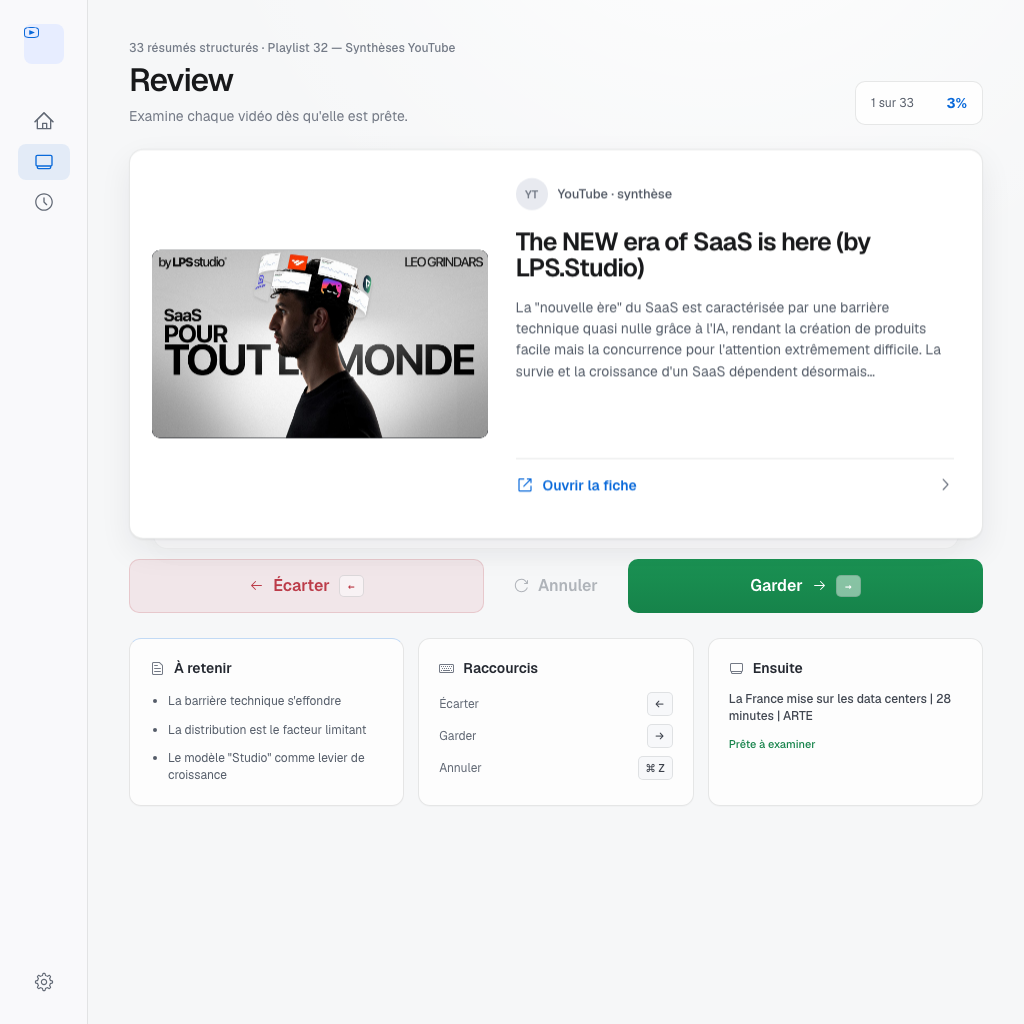 33 résumés structurés · Playlist 32 — Synthèses YouTube
Review
Examine chaque vidéo dès qu'elle est prête.
1 sur 33
3%
by LPS studio
LEO GRINDARS
SaaS
POUR
TOUT LE MONDE
YT
YouTube · synthèse
The NEW era of SaaS is here (by
LPS.Studio)
La "nouvelle ère" du SaaS est caractérisée par une barrière
technique quasi nulle grâce à l'IA, rendant la création de produits
facile mais la concurrence pour l'attention extrêmement difficile. La
survie et la croissance d'un SaaS dépendent désormais…
Ouvrir la fiche
← Écarter ←
Annuler
Garder → →
À retenir
• La barrière technique s'effondre
• La distribution est le facteur limitant
• Le modèle "Studio" comme levier de
croissance
Raccourcis
Écarter ←
Garder →
Annuler ⌘ Z
Ensuite
La France mise sur les data centers | 28
minutes | ARTE
Prête à examiner